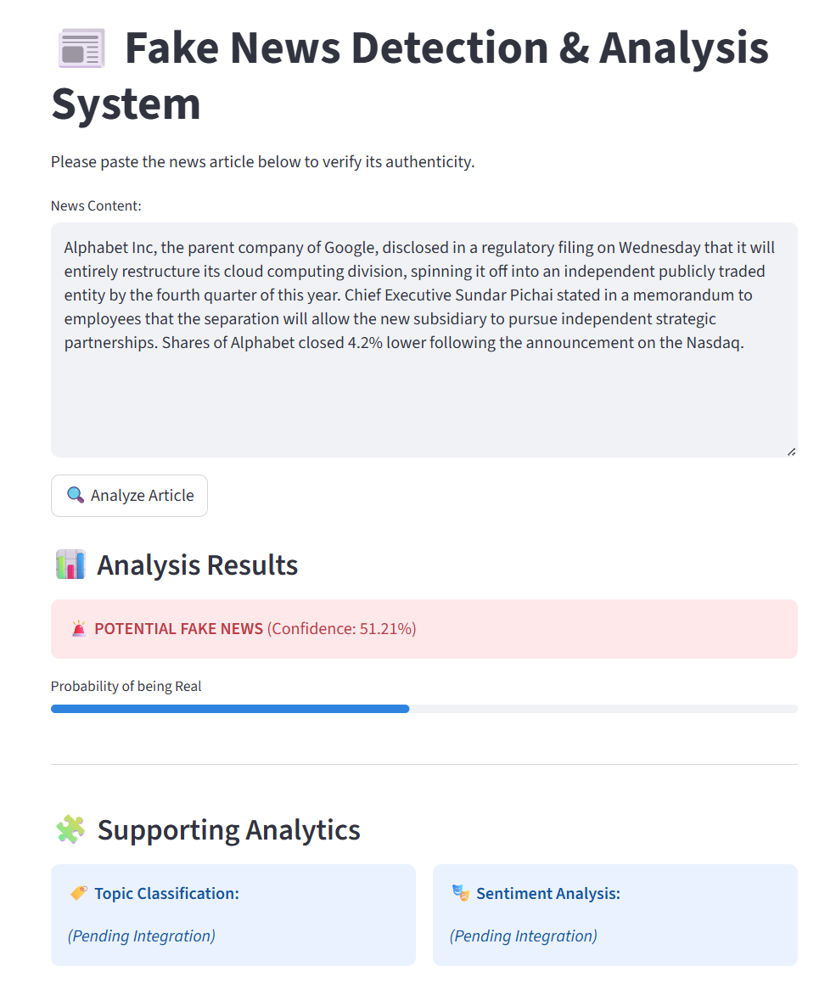 Fake News Detection & Analysis
System
Please paste the news article below to verify its authenticity.
News Content:
Alphabet Inc, the parent company of Google, disclosed in a regulatory filing on Wednesday that it will
entirely restructure its cloud computing division, spinning it off into an independent publicly traded
entity by the fourth quarter of this year. Chief Executive Sundar Pichai stated in a memorandum to
employees that the separation will allow the new subsidiary to pursue independent strategic
partnerships. Shares of Alphabet closed 4.2% lower following the announcement on the Nasdaq.
Analyze Article
Analysis Results
POTENTIAL FAKE NEWS (Confidence: 51.21%)
Probability of being Real
Supporting Analytics
Topic Classification:
(Pending Integration)
Sentiment Analysis:
(Pending Integration)